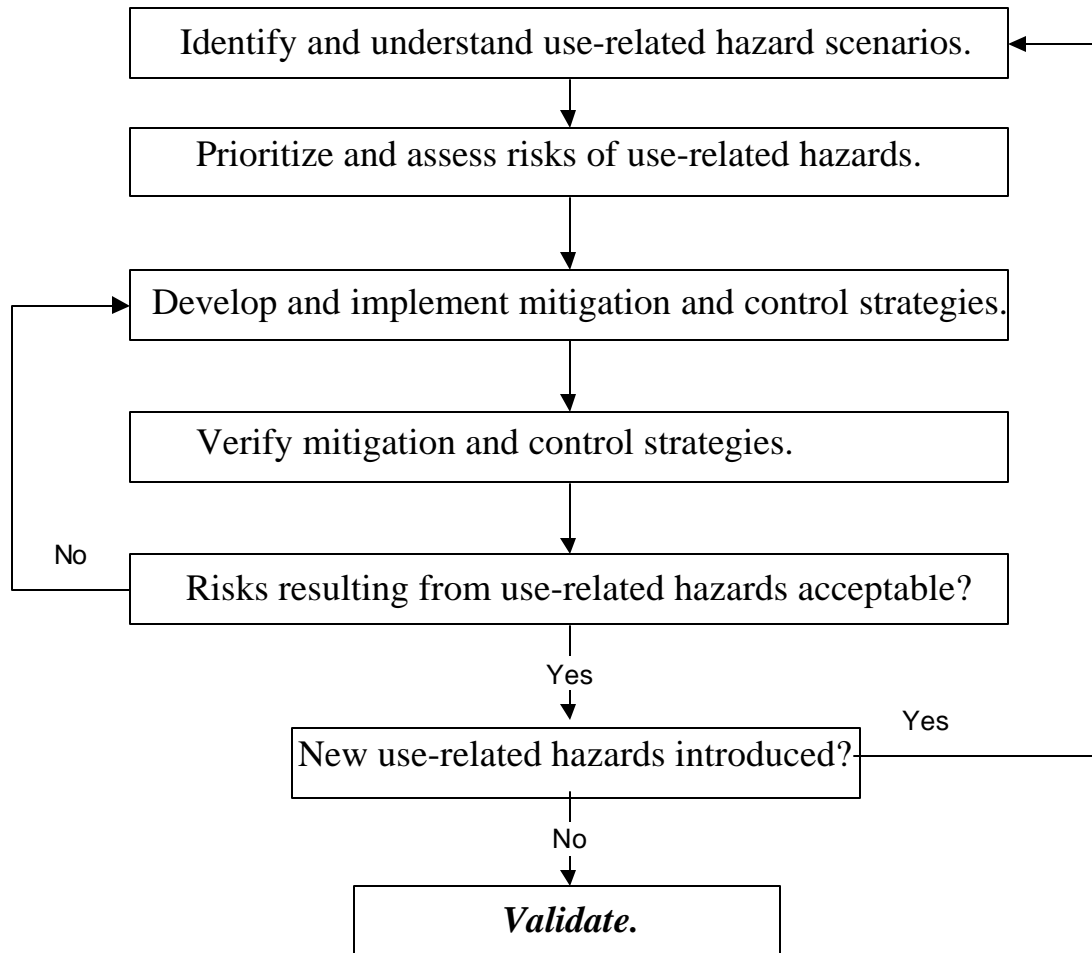 Identify and understand use-related hazard scenarios.
Prioritize and assess risks of use-related hazards.
Develop and implement mitigation and control strategies.
Verify mitigation and control strategies.
No
Risks resulting from use-related hazards acceptable?
Yes
Yes
New use-related hazards introduced?
No
Validate.